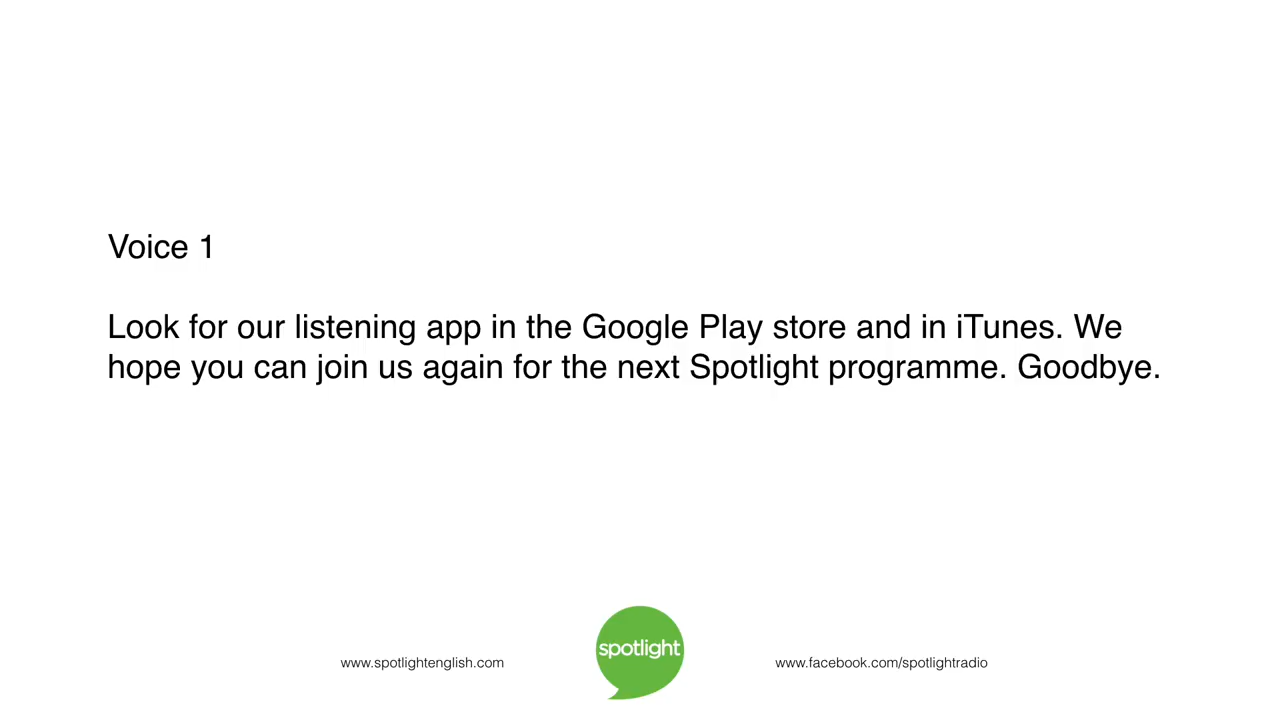 Voice 1
Look for our listening app in the Google Play store and in iTunes. We
hope you can join us again for the next Spotlight programme. Goodbye.
www.spotlightenglish.com
spotlight
www.facebook.com/spotlightradio